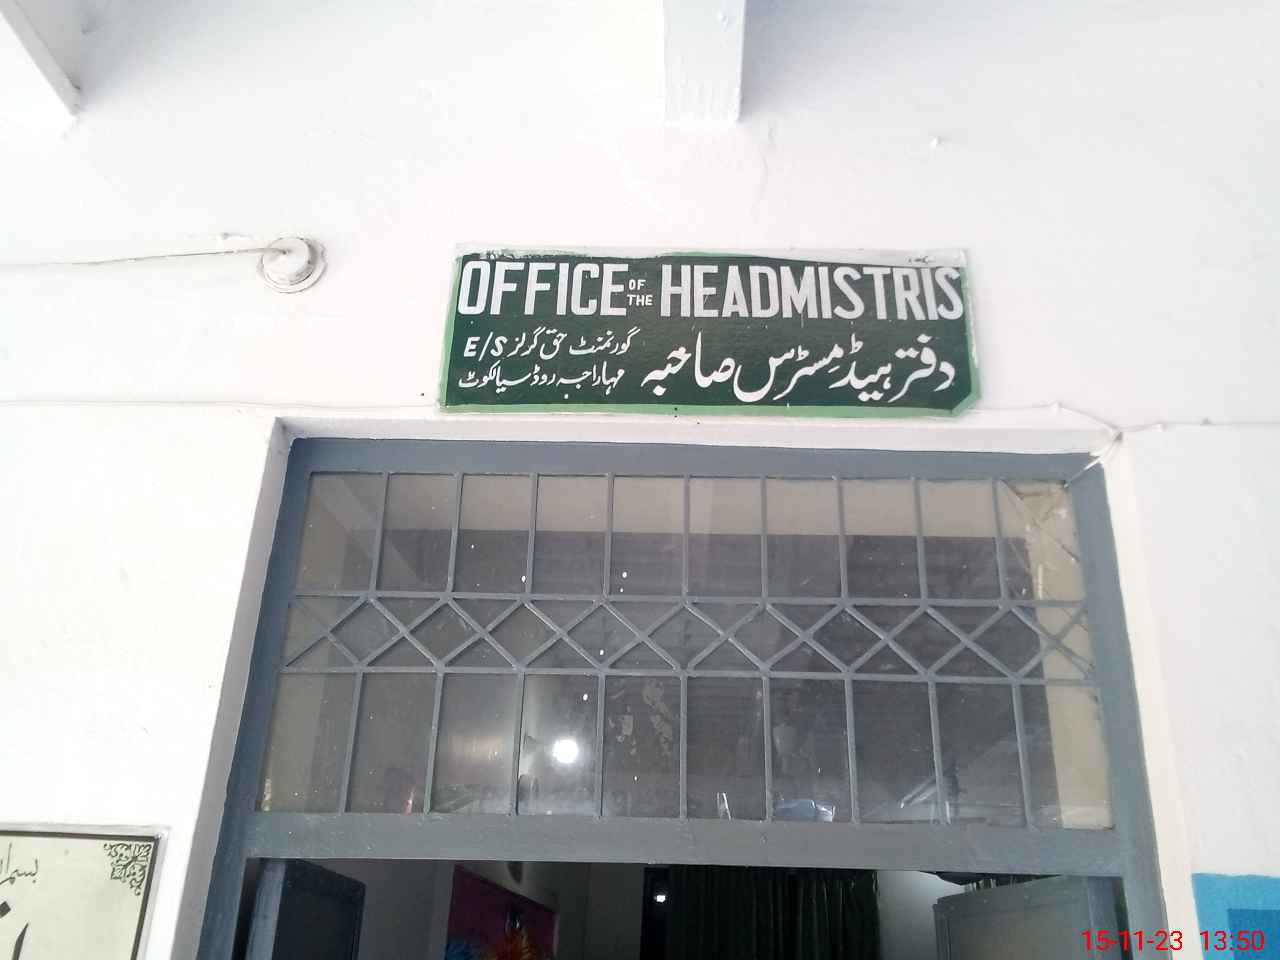 OFFICE OF THE HEADMISTRIS
دفتر ہیڈ مسٹرس صاحبہ
گورنمنٹ حق گرلز E/S
مہاراجہ روڈ سیالکوٹ
15-11-23 13:50